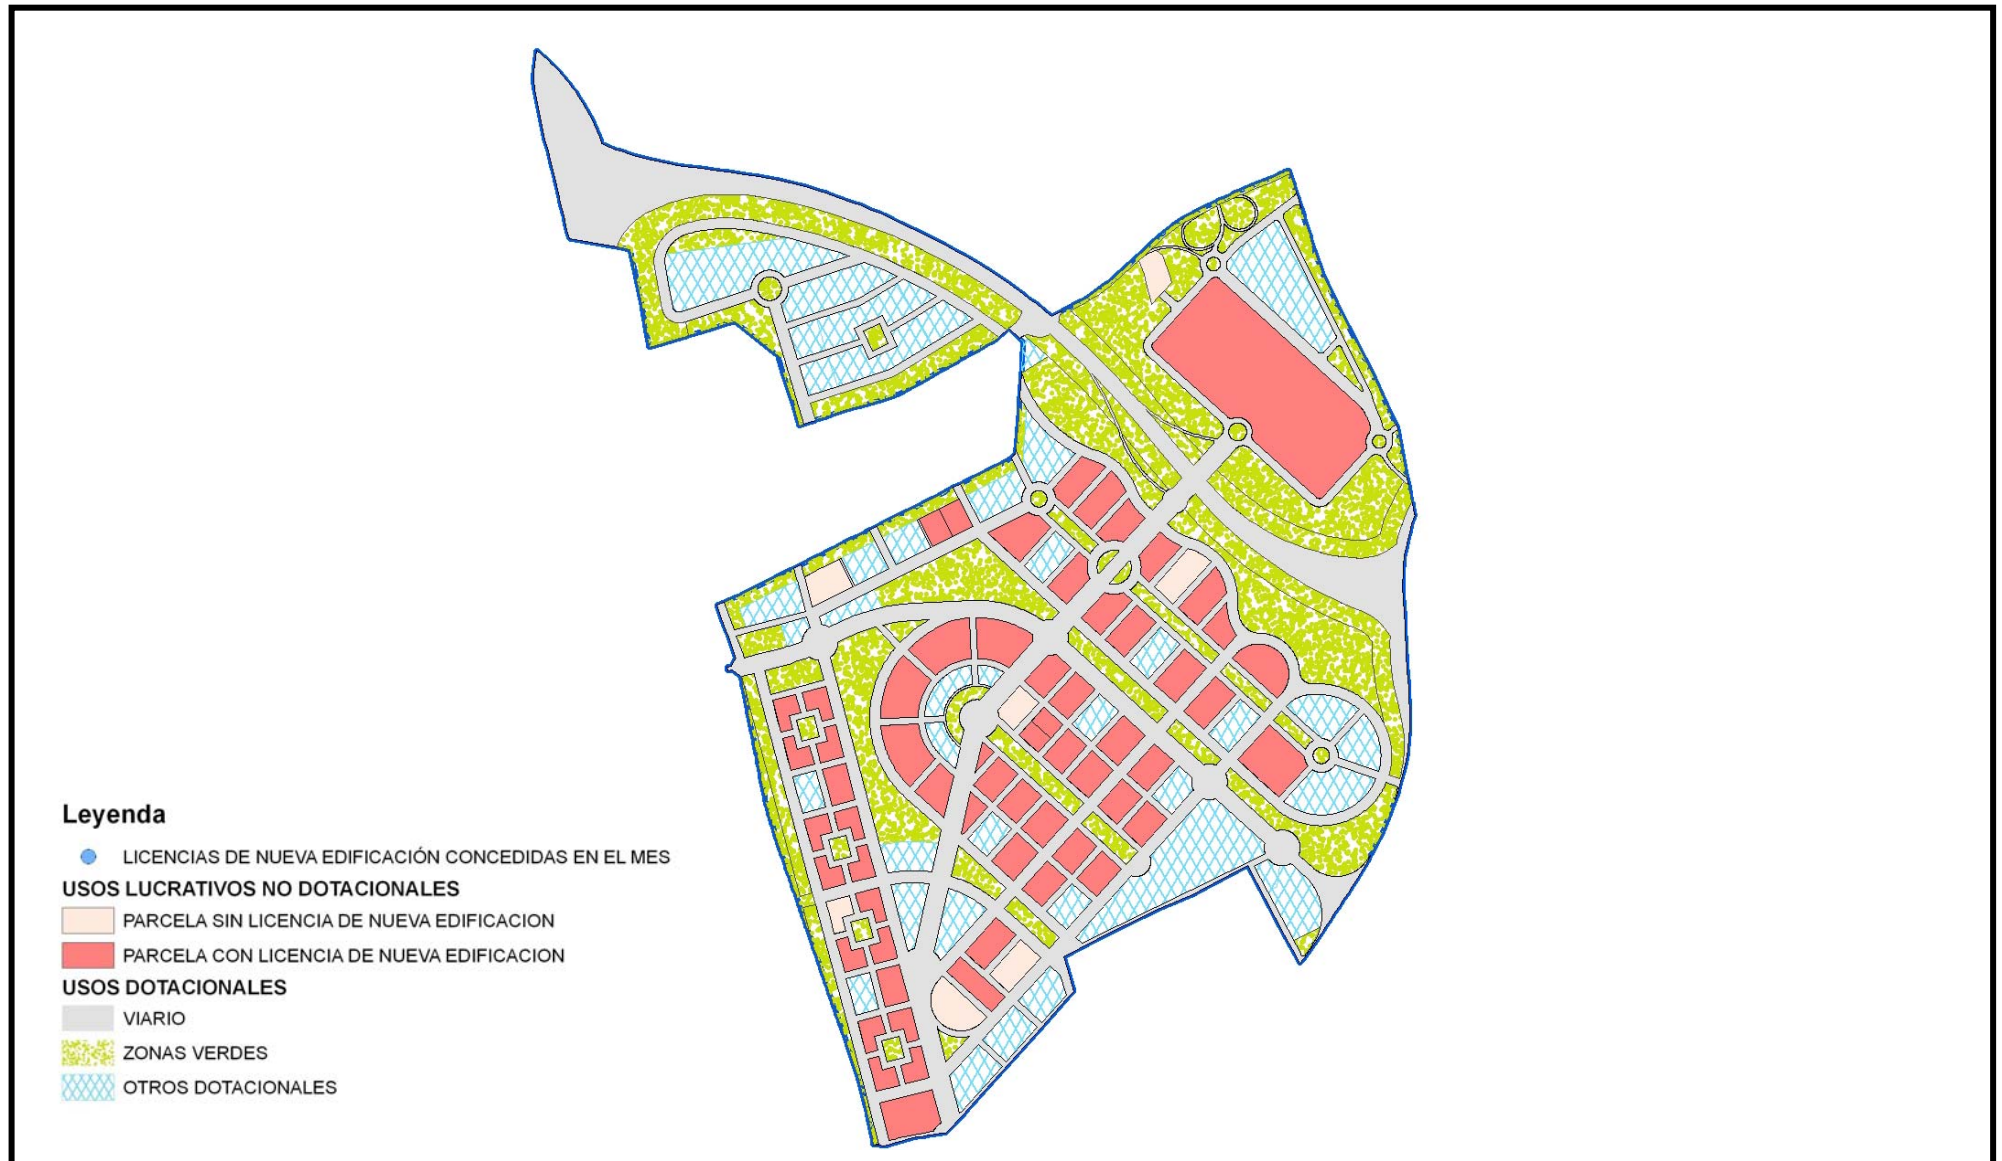 Leyenda
LICENCIAS DE NUEVA EDIFICACIÓN CONCEDIDAS EN EL MES
USOS LUCRATIVOS NO DOTACIONALES
PARCELA SIN LICENCIA DE NUEVA EDIFICACION
PARCELA CON LICENCIA DE NUEVA EDIFICACION
USOS DOTACIONALES
VIARIO
ZONAS VERDES
OTROS DOTACIONALES